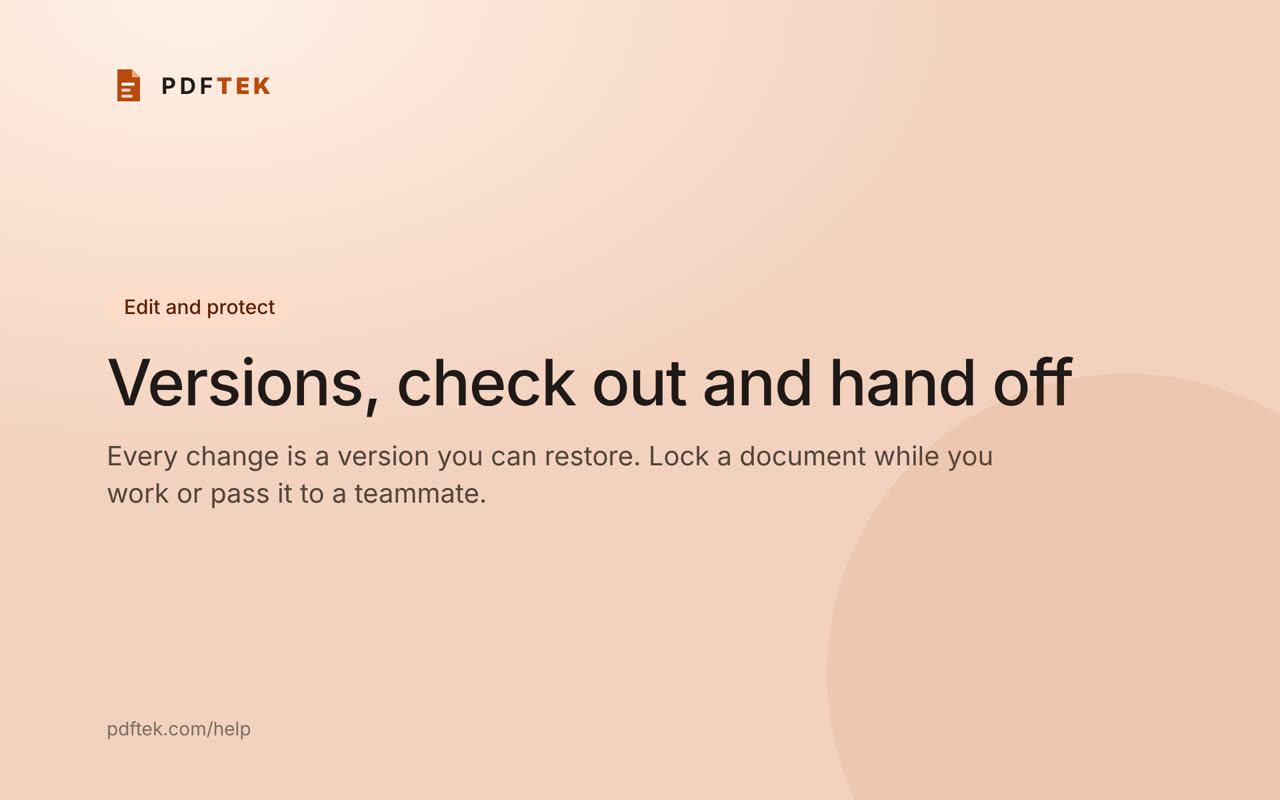 PDFTEK
Edit and protect
Versions, check out and hand off
Every change is a version you can restore. Lock a document while you
work or pass it to a teammate.
pdftek.com/help